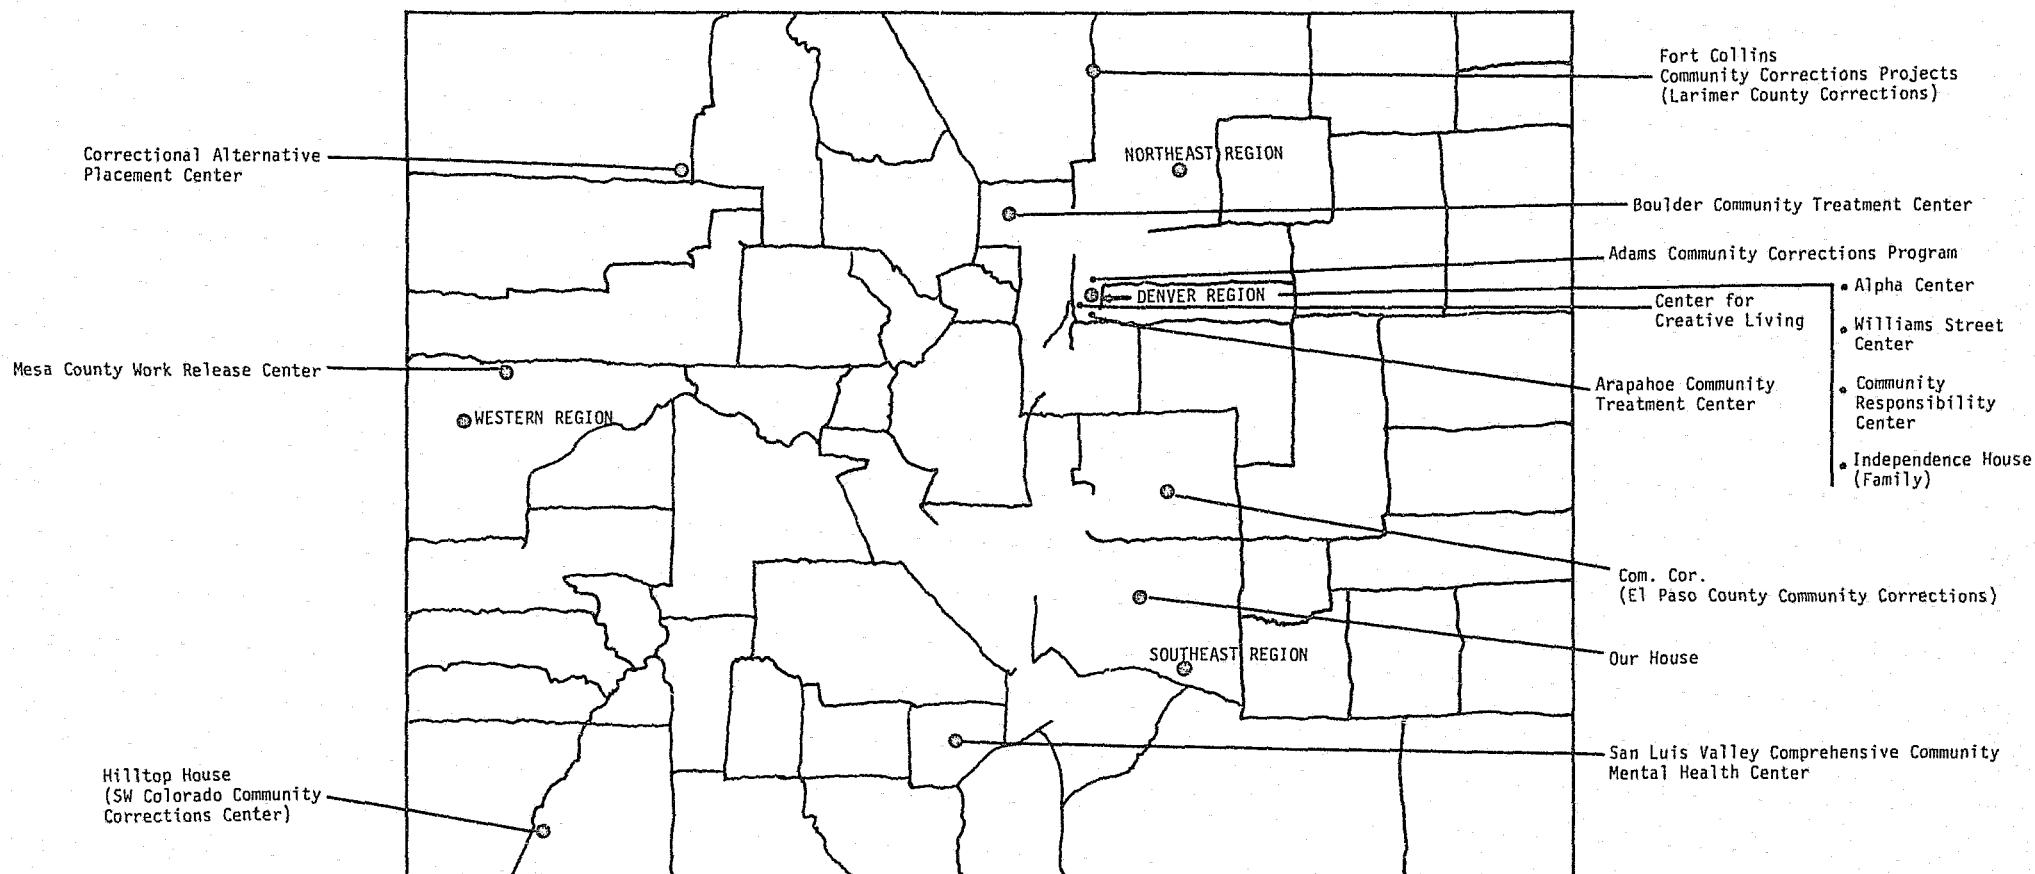 Fort Collins
Community Corrections Projects
(Larimer County Corrections)
Correctional Alternative
Placement Center
NORTHEAST REGION
Boulder Community Treatment Center
Adams Community Corrections Program
DENVER REGION
Alpha Center
Center for
Creative Living
Williams Street
Center
Mesa County Work Release Center
Arapahoe Community
Treatment Center
Community
Responsibility
Center
WESTERN REGION
Independence House
(Family)
Com. Cor.
(El Paso County Community Corrections)
Our House
SOUTHEAST REGION
San Luis Valley Comprehensive Community
Mental Health Center
Hilltop House
(SW Colorado Community
Corrections Center)